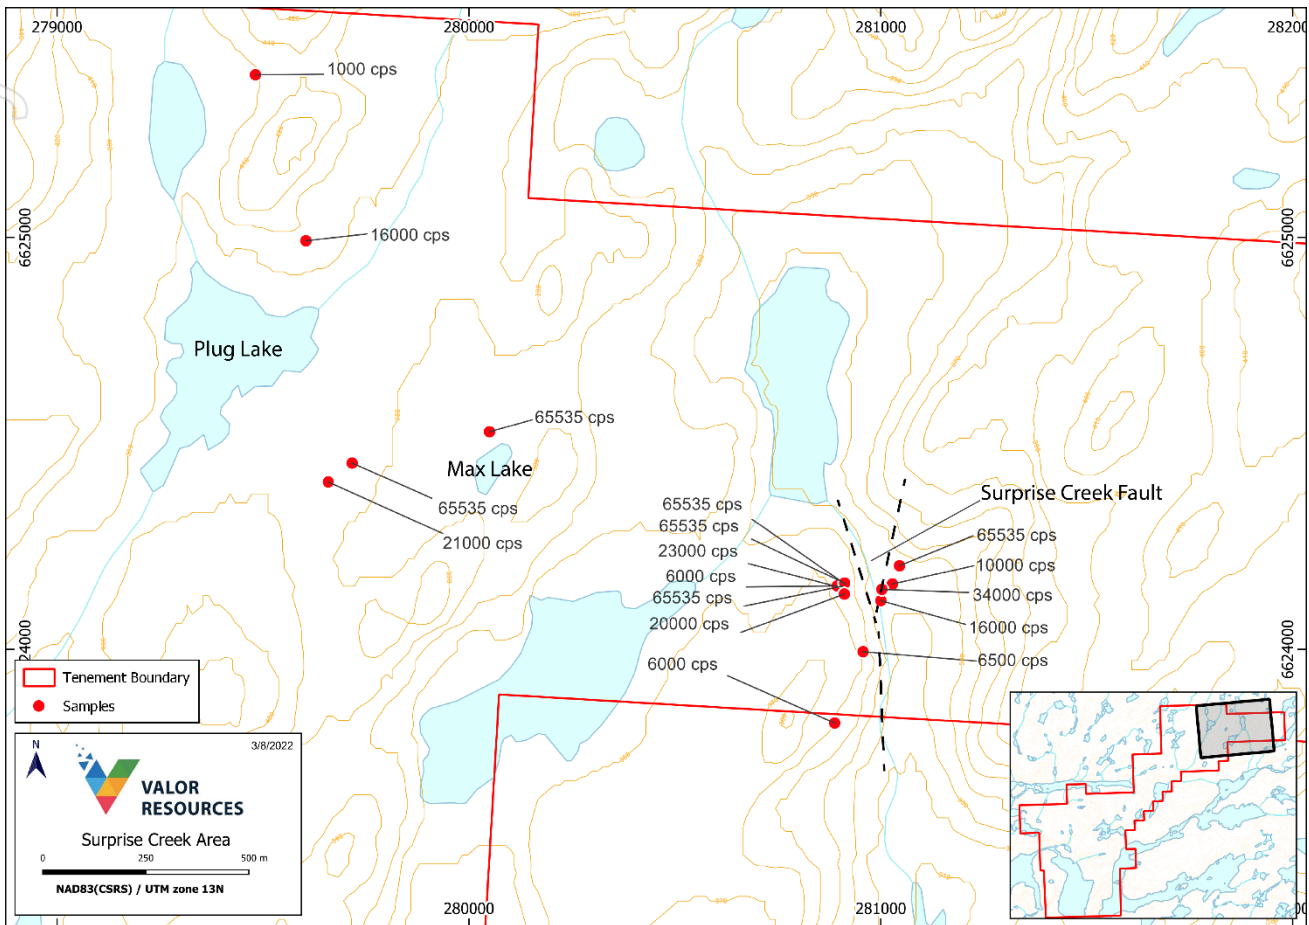 279000
280000
281000
28200
1000 cps
16000 cps
6625000
6625000
Plug Lake
65535 cps
Max Lake
65535 cps
21000 cps
Surprise Creek Fault
65535 cps
65535 cps
23000 cps
6000 cps
65535 cps
20000 cps
6000 cps
65535 cps
10000 cps
34000 cps
16000 cps
6500 cps
24000
6624000
Tenement Boundary
Samples
N
3/8/2022
VALOR
RESOURCES
Surprise Creek Area
0 250 500 m
NAD83(CSRS) / UTM zone 13N
280000
281000